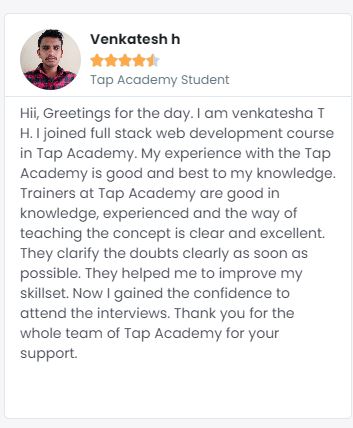 Venkatesh h
Tap Academy Student
Hii, Greetings for the day. I am venkatesha T
H. I joined full stack web development course
in Tap Academy. My experience with the Tap
Academy is good and best to my knowledge.
Trainers at Tap Academy are good in
knowledge, experienced and the way of
teaching the concept is clear and excellent.
They clarify the doubts clearly as soon as
possible. They helped me to improve my
skillset. Now I gained the confidence to
attend the interviews. Thank you for the
whole team of Tap Academy for your
support.